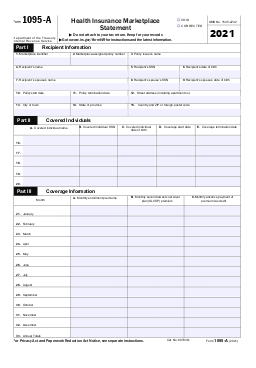 Form 1095-A
Department of the Treasury
Internal Revenue Service
Health Insurance Marketplace
Statement
▶ Do not attach to your tax return. Keep for your records.
▶ Go to www.irs.gov/Form1095A for instructions and the latest information.
VOID
CORRECTED
OMB No. 1545-2232
2021
Part I Recipient Information
1 Marketplace identifier
2 Marketplace-assigned policy number
3 Policy issuer's name
4 Recipient's name
5 Recipient's SSN
6 Recipient's date of birth
7 Recipient's spouse's name
8 Recipient's spouse's SSN
9 Recipient's spouse's date of birth
10 Policy start date
11 Policy termination date
12 Street address (including apartment no.)
13 City or town
14 State or province
15 Country and ZIP or foreign postal code
Part II Covered Individuals
A. Covered individual name
B. Covered individual SSN
C. Covered individual
date of birth
D. Coverage start date
E. Coverage termination date
16
17
18
19
20
Part III Coverage Information
Month
A. Monthly enrollment premiums
B. Monthly second lowest cost silver
plan (SLCSP) premium
C. Monthly advance payment of
premium tax credit
21 January
22 February
23 March
24 April
25 May
26 June
27 July
28 August
29 September
30 October
31 November
32 December
33 Annual Totals
For Privacy Act and Paperwork Reduction Act Notice, see separate instructions.
Cat. No. 60703Q
Form 1095-A (2021)